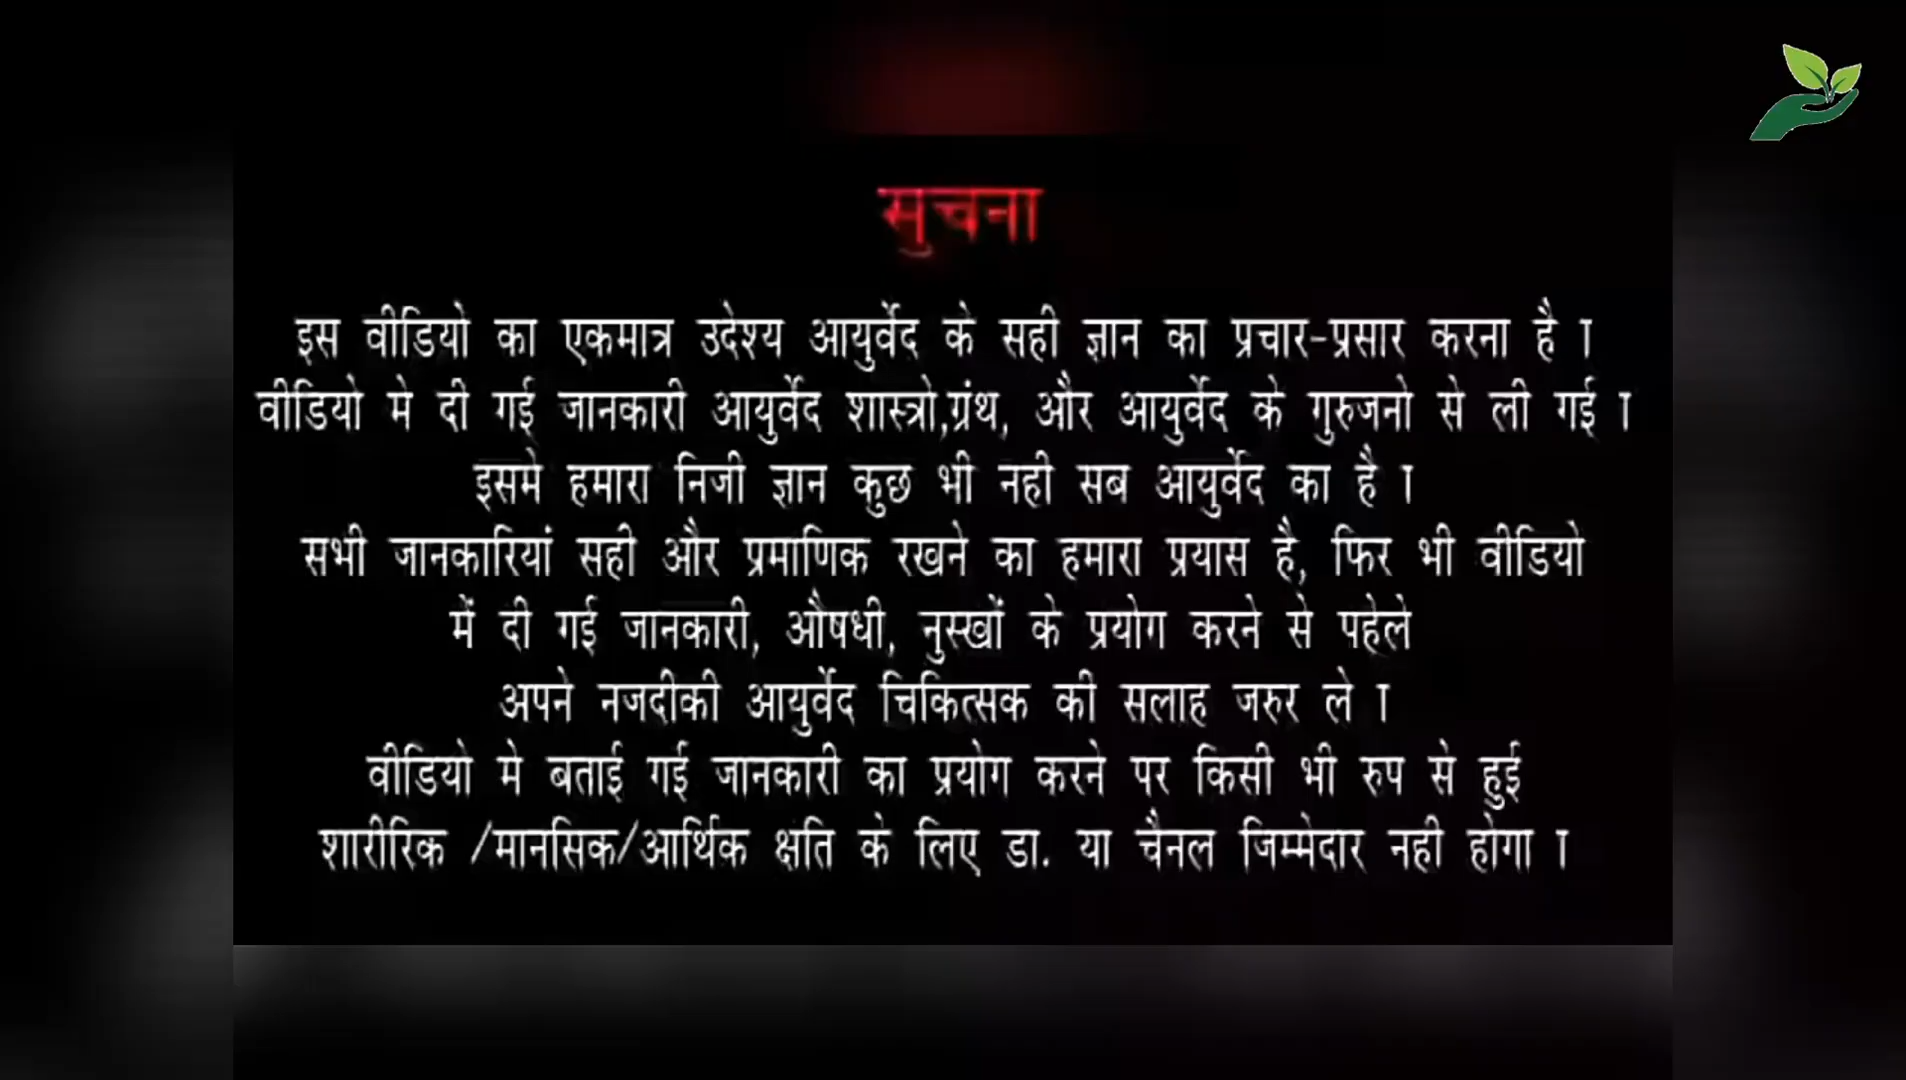 सुचना
इस वीडियो का एकमात्र उदेश्य आयुर्वेद के सही ज्ञान का प्रचार-प्रसार करना है ।
वीडियो मे दी गई जानकारी आयुर्वेद शास्त्रो,ग्रंथ, और आयुर्वेद के गुरुजनो से ली गई ।
इसमे हमारा निजी ज्ञान कुछ भी नही सब आयुर्वेद का है ।
सभी जानकारियां सही और प्रमाणिक रखने का हमारा प्रयास है, फिर भी वीडियो
में दी गई जानकारी, औषधी, नुस्खों के प्रयोग करने से पहेले
अपने नजदीकी आयुर्वेद चिकित्सक की सलाह जरुर ले ।
वीडियो मे बताई गई जानकारी का प्रयोग करने पर किसी भी रुप से हुई
शारीरिक /मानसिक/आर्थिक क्षति के लिए डा. या चैनल जिम्मेदार नही होगा ।